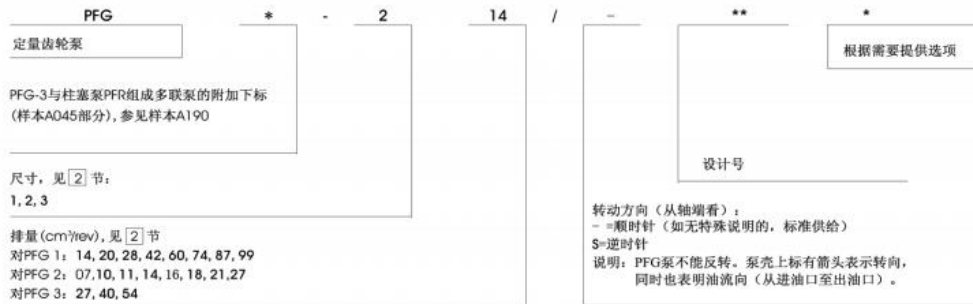 PFG * - 2 14 / - ** *
定量齿轮泵
根据需要提供选项
PFG-3与柱塞泵PFR组成多联泵的附加下标
(样本A045部分),参见样本A190
设计号
尺寸，见 2 节：
1, 2, 3
排量(cm³/rev),见 2 节
对PFG 1：14, 20, 28, 42, 60, 74, 87, 99
对PFG 2：07,10, 11, 14, 16, 18, 21,27
对PFG 3：27, 40, 54
转动方向（从轴端看）：
- =顺时针（如无特殊说明的，标准供给）
S=逆时针
说明：PFG泵不能反转。泵壳上标有箭头表示转向，
同时也表明油流向（从进油口至出油口）。